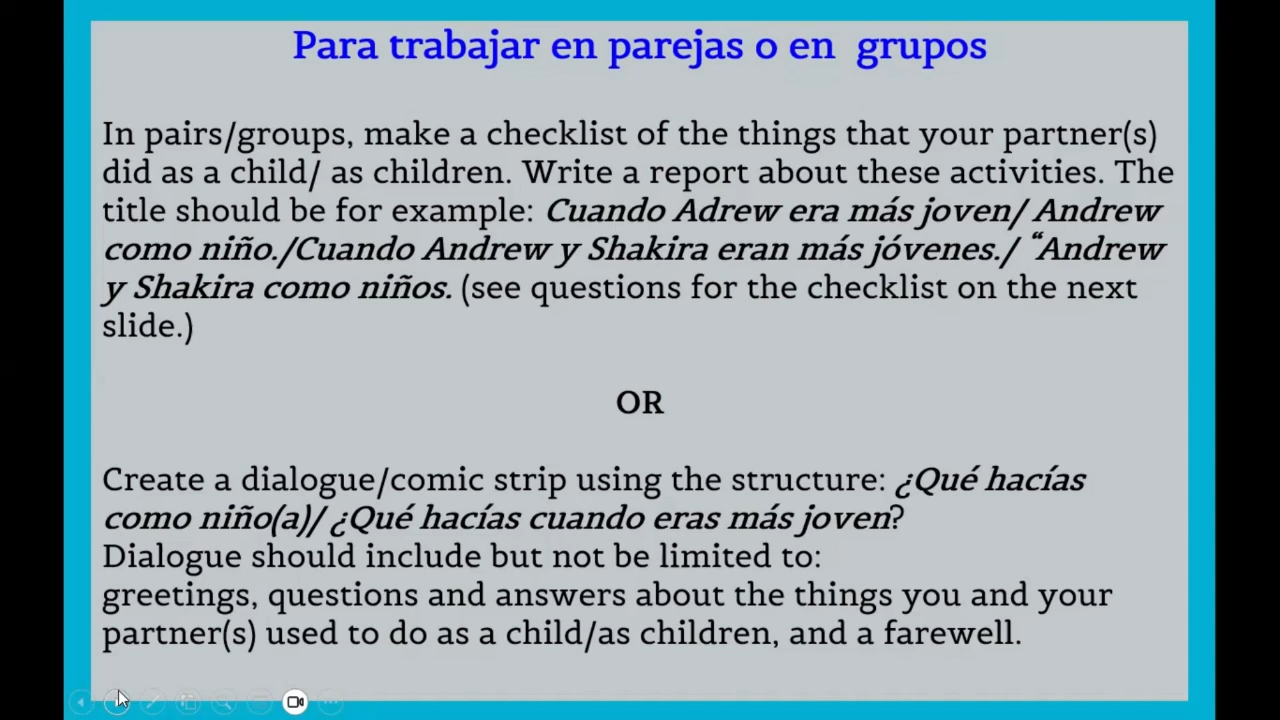 Para trabajar en parejas o en grupos
In pairs/groups, make a checklist of the things that your partner(s)
did as a child/ as children. Write a report about these activities. The
title should be for example: Cuando Adrew era más joven/ Andrew
como niño./Cuando Andrew y Shakira eran más jóvenes./ “Andrew
y Shakira como niños. (see questions for the checklist on the next
slide.)
OR
Create a dialogue/comic strip using the structure: ¿Qué hacías
como niño(a)/ ¿Qué hacías cuando eras más joven?
Dialogue should include but not be limited to:
greetings, questions and answers about the things you and your
partner(s) used to do as a child/as children, and a farewell.